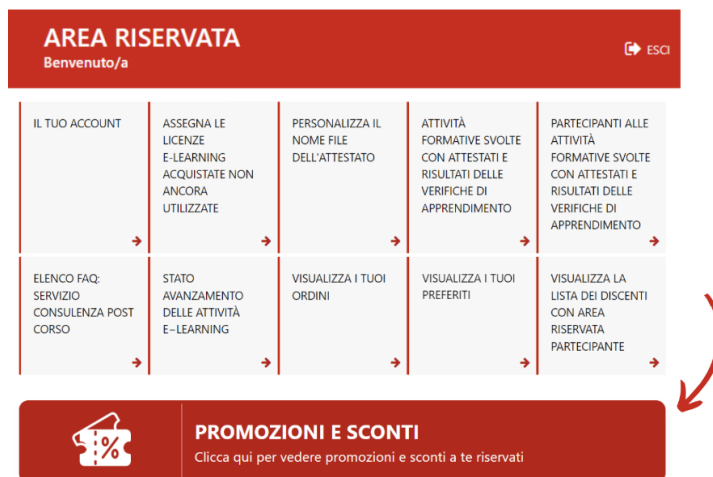 AREA RISERVATA
Benvenuto/a
ESCI
IL TUO ACCOUNT
ASSEGNA LE
LICENZE
E-LEARNING
ACQUISTATE NON
ANCORA
UTILIZZATE
PERSONALIZZA IL
NOME FILE
DELL'ATTESTATO
ATTIVITÀ
FORMATIVE SVOLTE
CON ATTESTATI E
RISULTATI DELLE
VERIFICHE DI
APPRENDIMENTO
PARTECIPANTI ALLE
ATTIVITÀ
FORMATIVE SVOLTE
CON ATTESTATI E
RISULTATI DELLE
VERIFICHE DI
APPRENDIMENTO
ELENCO FAQ:
SERVIZIO
CONSULENZA POST
CORSO
STATO
AVANZAMENTO
DELLE ATTIVITÀ
E–LEARNING
VISUALIZZA I TUOI
ORDINI
VISUALIZZA I TUOI
PREFERITI
VISUALIZZA LA
LISTA DEI DISCENTI
CON AREA
RISERVATA
PARTECIPANTE
%
PROMOZIONI E SCONTI
Clicca qui per vedere promozioni e sconti a te riservati